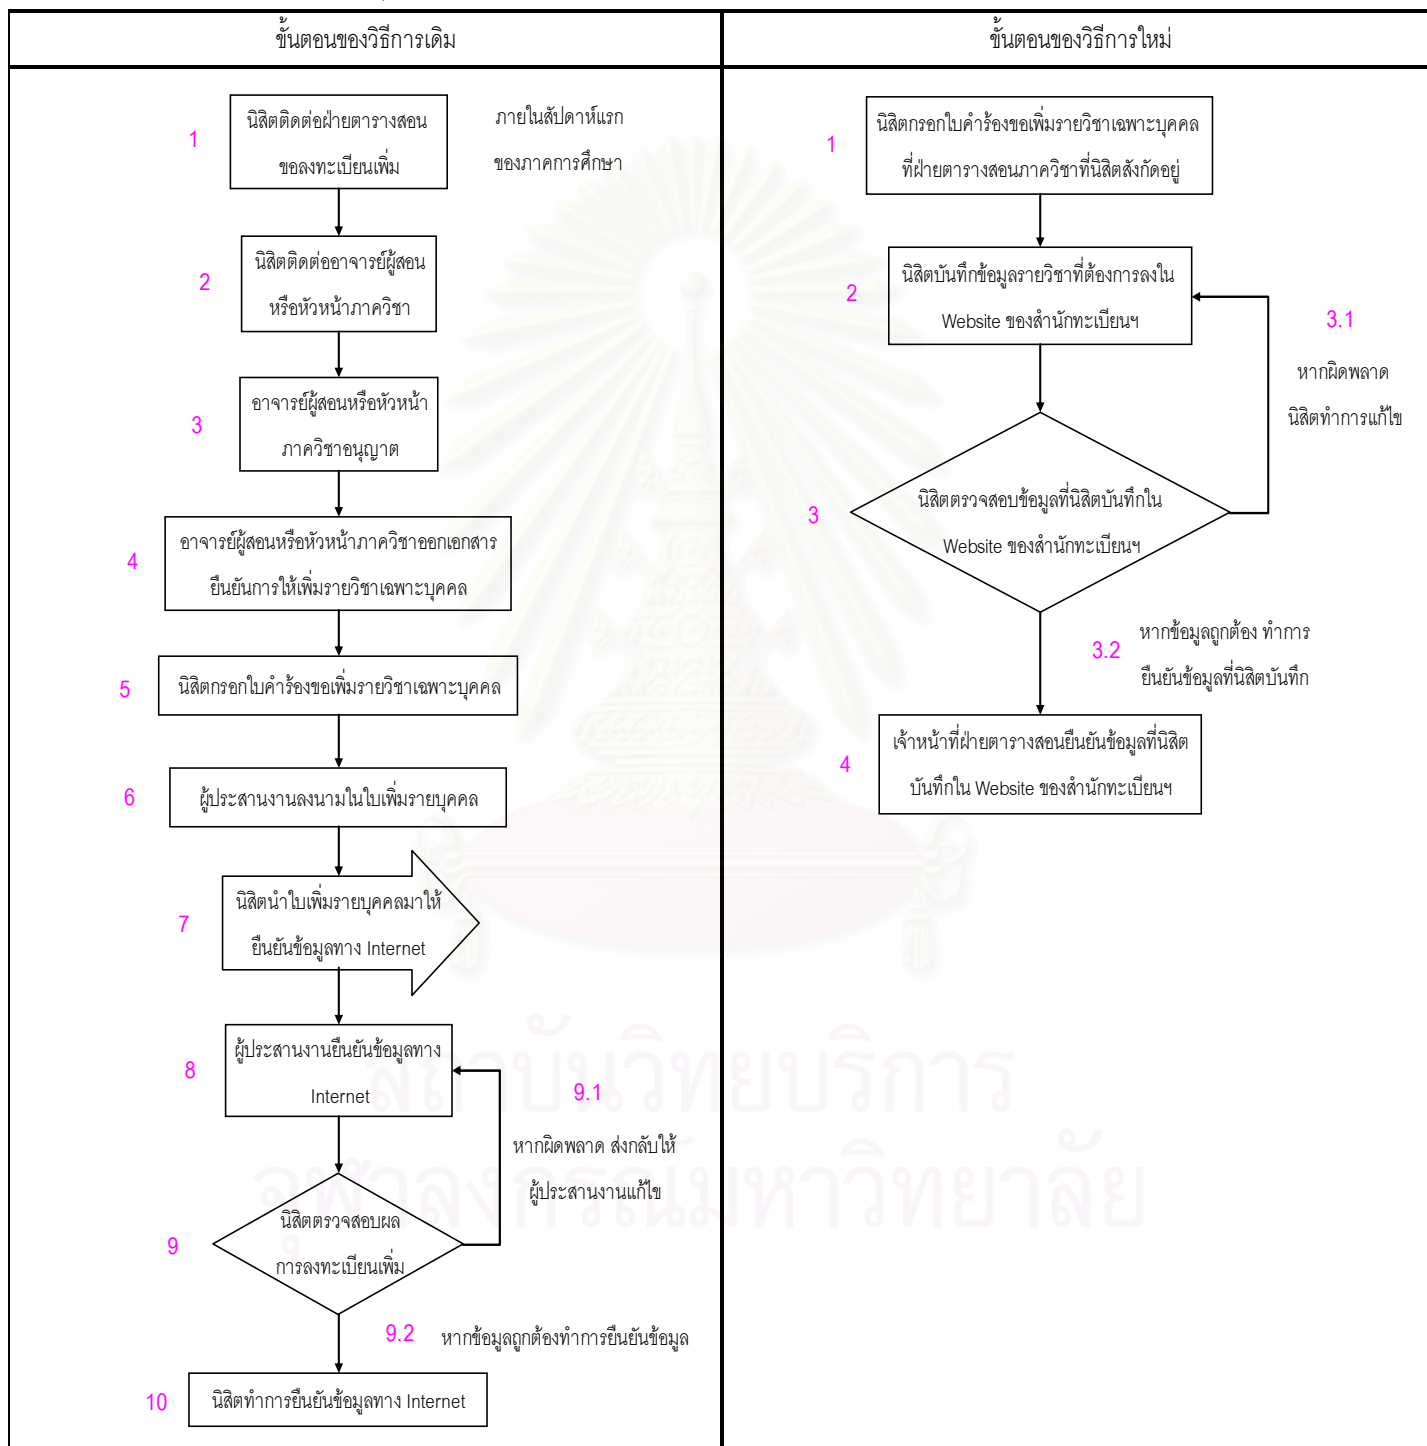 ขั้นตอนของวิธีการเดิม
1
นิสิตติดต่อฝ่ายตารางสอน
ขอลงทะเบียนเพิ่ม
ภายในสัปดาห์แรก
ของภาคการศึกษา
2
นิสิตติดต่ออาจารย์ผู้สอน
หรือหัวหน้าภาควิชา
3
อาจารย์ผู้สอนหรือหัวหน้า
ภาควิชาอนุญาต
4
อาจารย์ผู้สอนหรือหัวหน้าภาควิชาออกเอกสาร
ยืนยันการให้เพิ่มรายวิชาเฉพาะบุคคล
5
นิสิตกรอกใบคำร้องขอเพิ่มรายวิชาเฉพาะบุคคล
6
ผู้ประสานงานลงนามในใบเพิ่มรายบุคคล
7
นิสิตนำใบเพิ่มรายบุคคลมาให้
ยืนยันข้อมูลทาง Internet
8
ผู้ประสานงานยืนยันข้อมูลทาง
Internet
9.1
หากผิดพลาด ส่งกลับให้
ผู้ประสานงานแก้ไข
9
นิสิตตรวจสอบผล
การลงทะเบียนเพิ่ม
9.2
หากข้อมูลถูกต้องทำการยืนยันข้อมูล
10
นิสิตทำการยืนยันข้อมูลทาง Internet
ขั้นตอนของวิธีการใหม่
1
นิสิตกรอกใบคำร้องขอเพิ่มรายวิชาเฉพาะบุคคล
ที่ฝ่ายตารางสอนภาควิชาที่นิสิตสังกัดอยู่
2
นิสิตบันทึกข้อมูลรายวิชาที่ต้องการลงใน
Website ของสำนักทะเบียนฯ
3.1
หากผิดพลาด
นิสิตทำการแก้ไข
3
นิสิตตรวจสอบข้อมูลที่นิสิตบันทึกใน
Website ของสำนักทะเบียนฯ
3.2
หากข้อมูลถูกต้อง ทำการ
ยืนยันข้อมูลที่นิสิตบันทึก
4
เจ้าหน้าที่ฝ่ายตารางสอนยืนยันข้อมูลที่นิสิต
บันทึกใน Website ของสำนักทะเบียนฯ
สถาบันวิทยบริการ
จุฬาลงกรณ์มหาวิทยาลัย